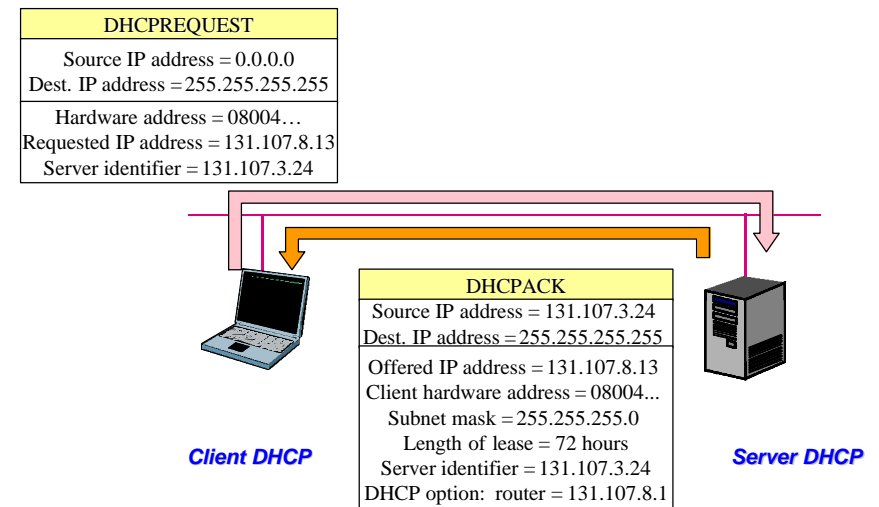 DHCPREQUEST
Source IP address = 0.0.0.0
Dest. IP address = 255.255.255.255
Hardware address = 08004…
Requested IP address = 131.107.8.13
Server identifier = 131.107.3.24
DHCPACK
Source IP address = 131.107.3.24
Dest. IP address = 255.255.255.255
Offered IP address = 131.107.8.13
Client hardware address = 08004...
Subnet mask = 255.255.255.0
Length of lease = 72 hours
Server identifier = 131.107.3.24
DHCP option: router = 131.107.8.1
Client DHCP
Server DHCP